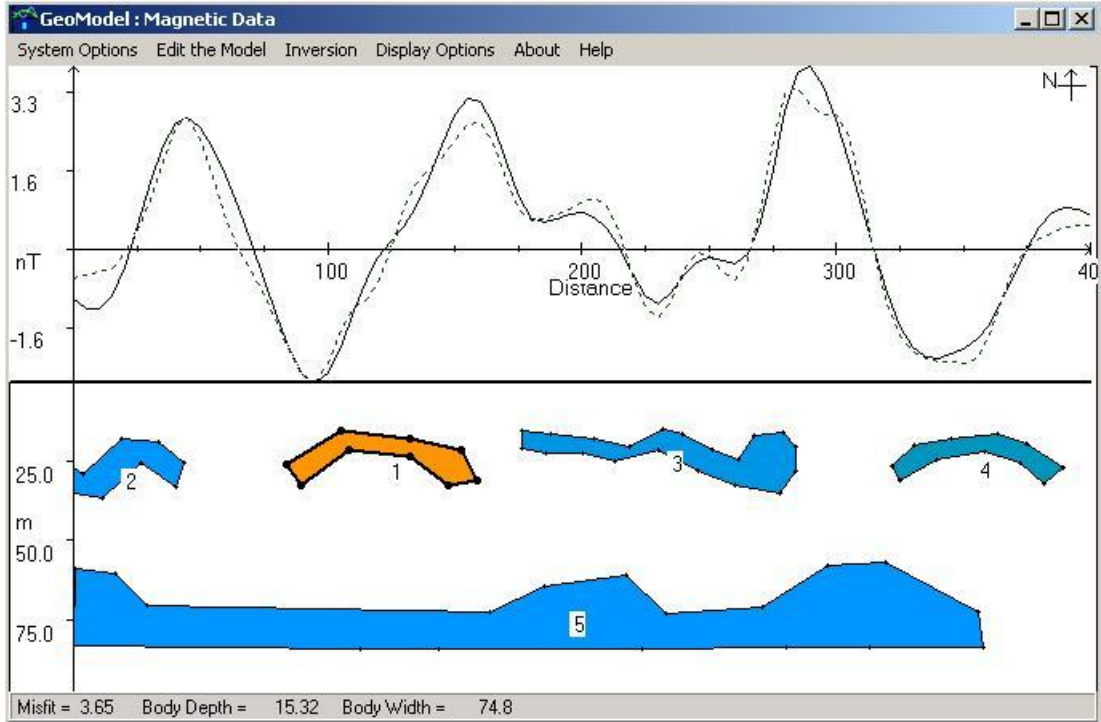 GeoModel : Magnetic Data
System Options Edit the Model Inversion Display Options About Help
N
3.3
1.6
nT
100 200 300 40
Distance
-1.6
2 1 3 4
25.0
m
50.0
5
75.0
Misfit = 3.65 Body Depth = 15.32 Body Width = 74.8